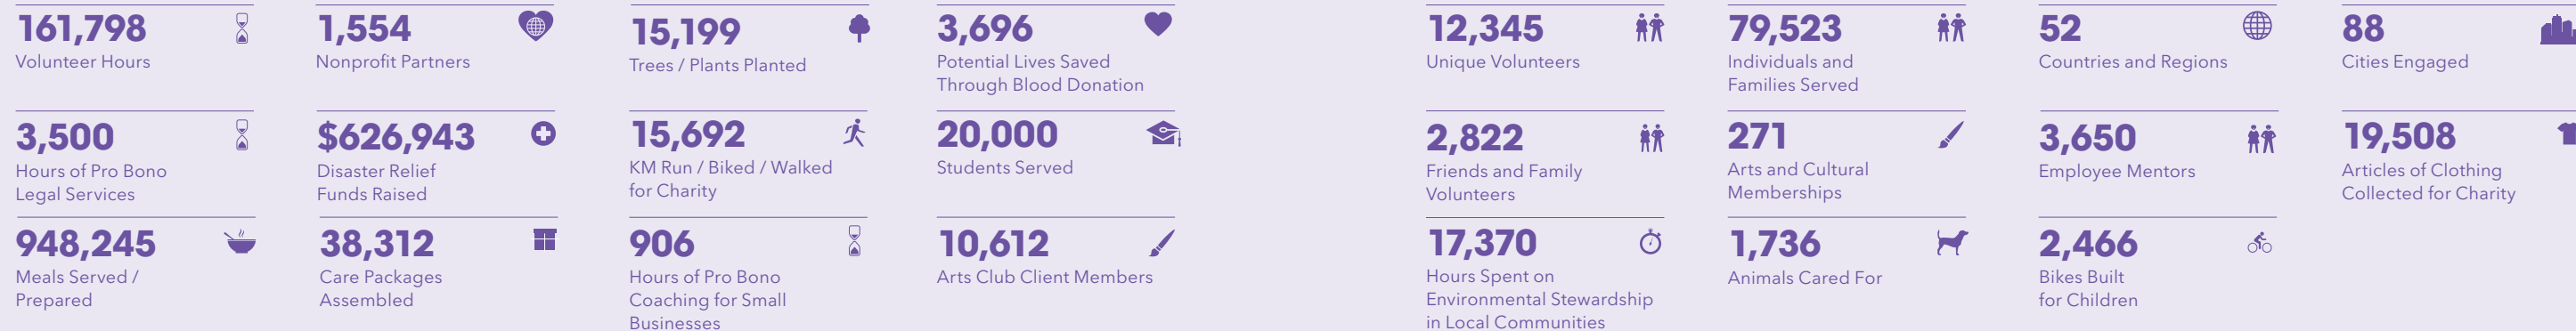 161,798
Volunteer Hours
1,554
Nonprofit Partners
15,199
Trees / Plants Planted
3,696
Potential Lives Saved
Through Blood Donation
12,345
Unique Volunteers
79,523
Individuals and
Families Served
52
Countries and Regions
88
Cities Engaged
3,500
Hours of Pro Bono
Legal Services
$626,943
Disaster Relief
Funds Raised
15,692
KM Run / Biked / Walked
for Charity
20,000
Students Served
2,822
Friends and Family
Volunteers
271
Arts and Cultural
Memberships
3,650
Employee Mentors
19,508
Articles of Clothing
Collected for Charity
948,245
Meals Served /
Prepared
38,312
Care Packages
Assembled
906
Hours of Pro Bono
Coaching for Small
Businesses
10,612
Arts Club Client Members
17,370
Hours Spent on
Environmental Stewardship
in Local Communities
1,736
Animals Cared For
2,466
Bikes Built
for Children